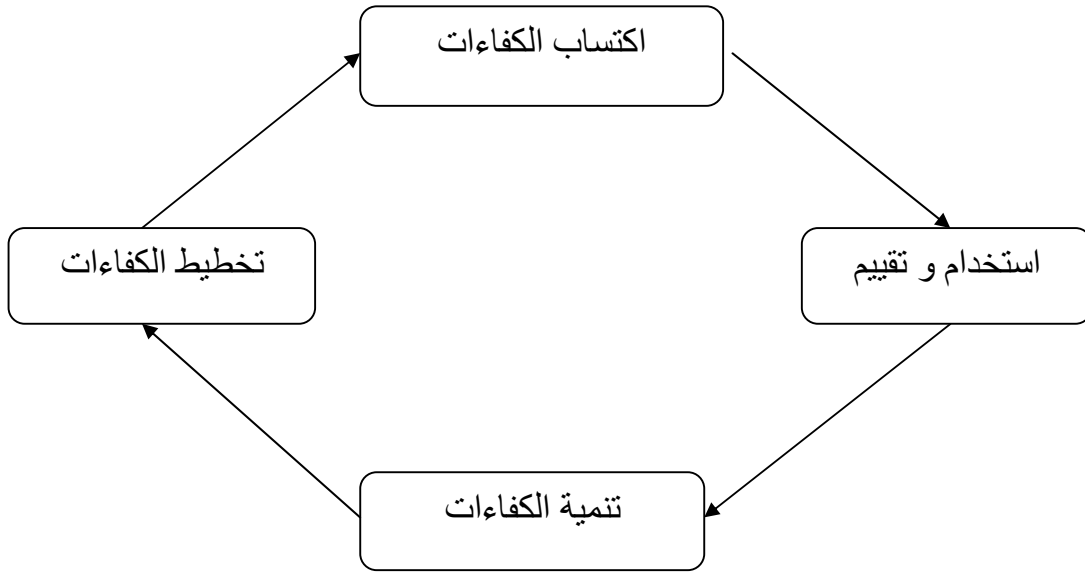 اكتساب الكفاءات
استخدام و تقييم
تخطيط الكفاءات
تنمية الكفاءات